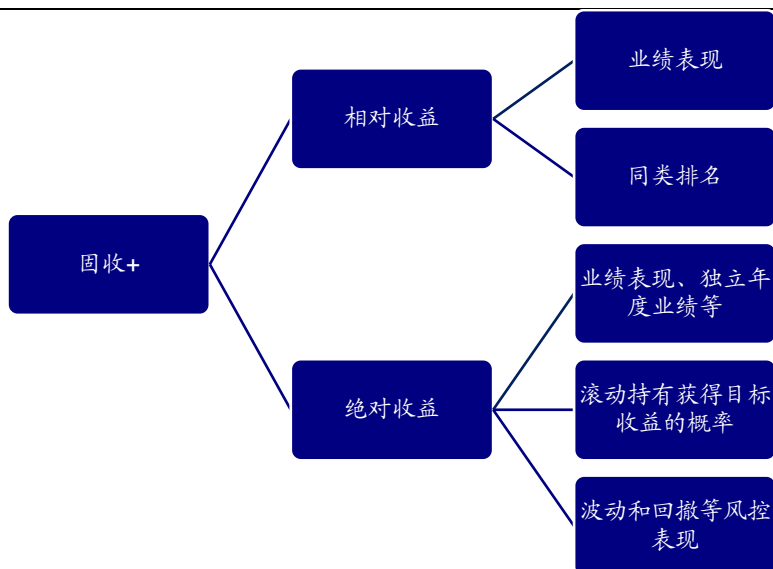 业绩表现
相对收益
同类排名
固收+
业绩表现、独立年
度业绩等
绝对收益
滚动持有获得目标
收益的概率
波动和回撤等风控
表现